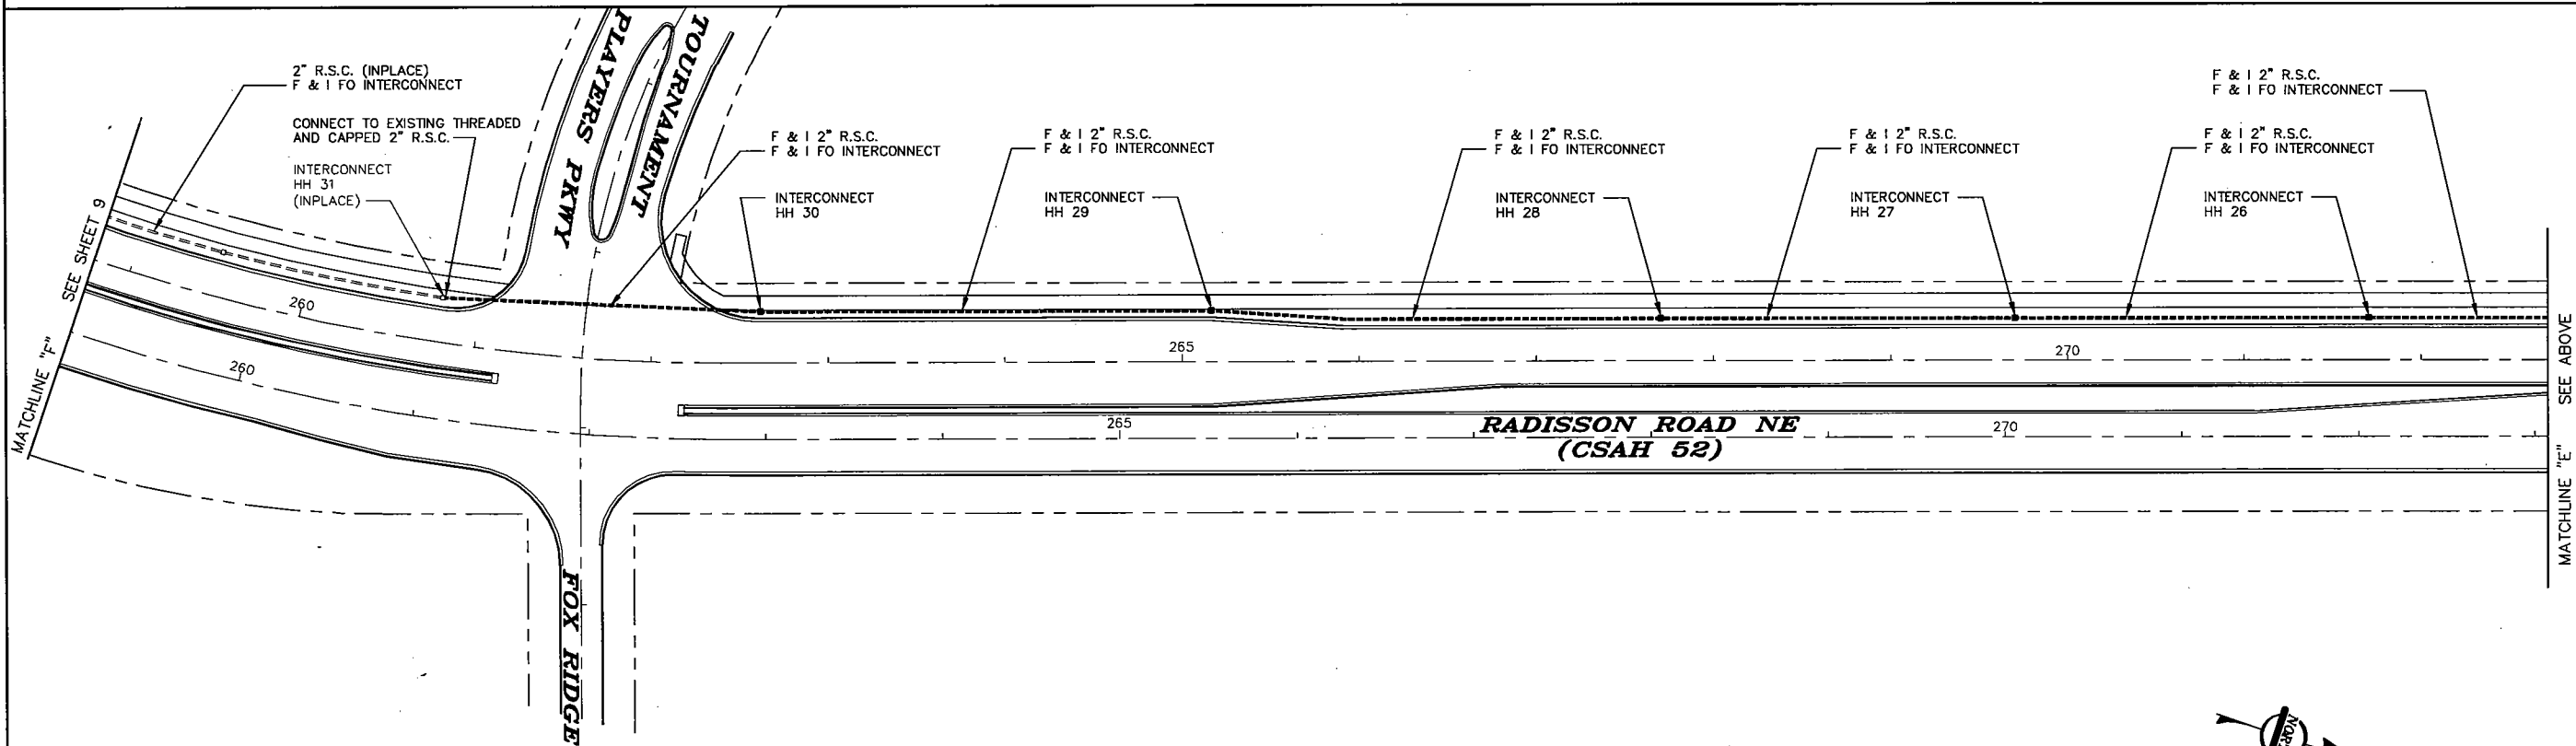 2" R.S.C. (INPLACE)
F & I FO INTERCONNECT
CONNECT TO EXISTING THREADED
AND CAPPED 2" R.S.C.
INTERCONNECT
HH 31
(INPLACE)
PLAYERS PKWY
TOURNAMENT
F & I 2" R.S.C.
F & I FO INTERCONNECT
INTERCONNECT
HH 30
F & I 2" R.S.C.
F & I FO INTERCONNECT
INTERCONNECT
HH 29
F & I 2" R.S.C.
F & I FO INTERCONNECT
INTERCONNECT
HH 28
F & I 2" R.S.C.
F & I FO INTERCONNECT
INTERCONNECT
HH 27
F & I 2" R.S.C.
F & I FO INTERCONNECT
F & I 2" R.S.C.
F & I FO INTERCONNECT
INTERCONNECT
HH 26
MATCHLINE "F"
SEE SHEET 9
260
260
265
265
270
270
RADISSON ROAD NE
(CSAH 52)
FOX RIDGE
MATCHLINE "E"
SEE ABOVE